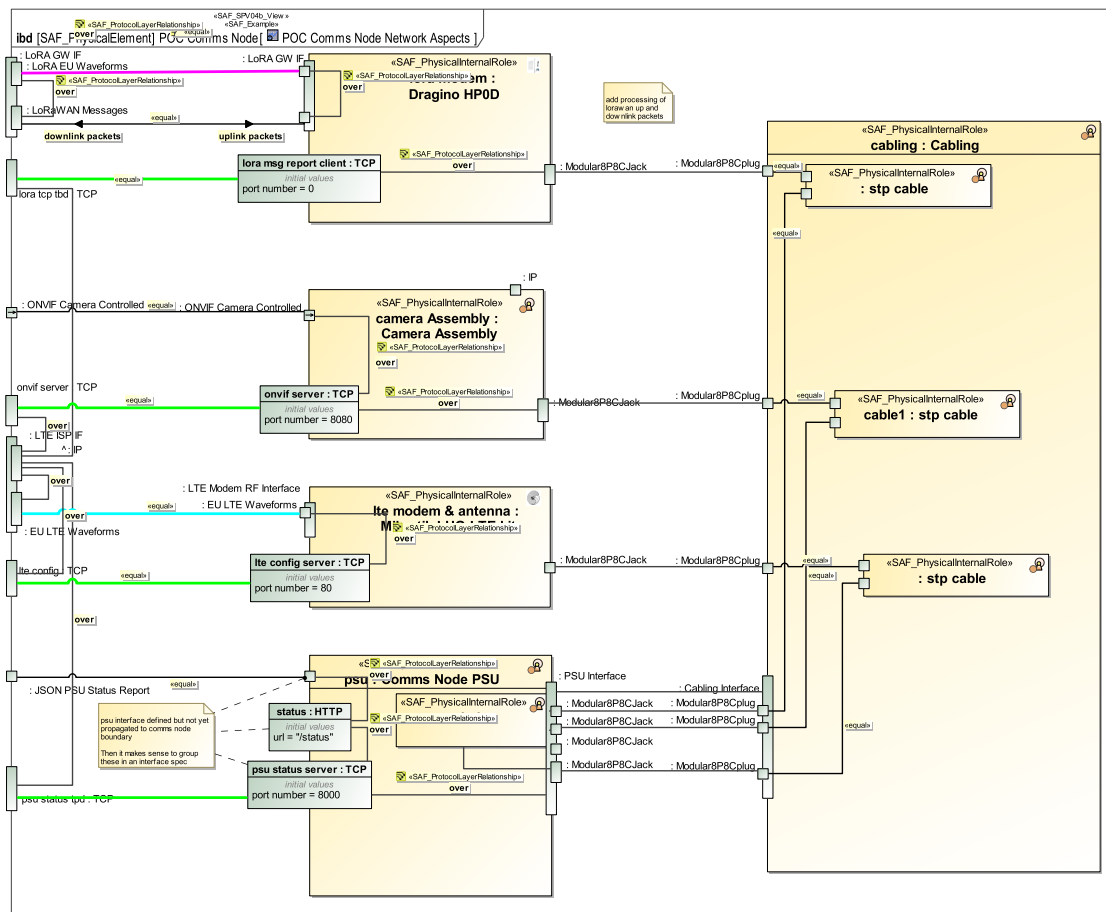 «SAF_SPV04b_View»
«SAF_Example»
«SAF_ProtocolLayerRelationship»
over
«equal»
ibd [SAF_PhysicalElement] POC Comms Node[ POC Comms Node Network Aspects ]
: LoRA GW IF
: LoRA EU Waveforms
«SAF_ProtocolLayerRelationship»
over
: LoRaWAN Messages
«equal»
downlink packets
uplink packets
: LoRA GW IF
«SAF_PhysicalInternalRole»
«SAF_ProtocolLayerRelationship»
over
Dragino HP0D
lora msg report client : TCP
initial values
port number = 0
«SAF_ProtocolLayerRelationship»
over
«equal»
lora tcp tbd : TCP
: Modular8P8CJack
: Modular8P8Cplug
add processing of
loraw an up and
dow nlink packets
«SAF_PhysicalInternalRole»
cabling : Cabling
«equal»
«SAF_PhysicalInternalRole»
: stp cable
«equal»
: IP
: ONVIF Camera Controlled
«equal»
: ONVIF Camera Controlled
«SAF_PhysicalInternalRole»
camera Assembly :
Camera Assembly
«SAF_ProtocolLayerRelationship»
over
onvif server : TCP
initial values
port number = 8080
«SAF_ProtocolLayerRelationship»
over
onvif server : TCP
«equal»
: Modular8P8CJack
: Modular8P8Cplug
«equal»
«SAF_PhysicalInternalRole»
cable1 : stp cable
over
: LTE ISP IF
^: IP
over
over
: EU LTE Waveforms
: LTE Modem RF Interface
«equal»
: EU LTE Waveforms
«SAF_PhysicalInternalRole»
lte modem & antenna :
«SAF_ProtocolLayerRelationship»
over
lte config server : TCP
initial values
port number = 80
lte config : TCP
«equal»
: Modular8P8CJack
: Modular8P8Cplug
«equal»
«equal»
«SAF_PhysicalInternalRole»
: stp cable
over
«SAF_ProtocolLayerRelationship»
over
psu : Comms Node PSU
: JSON PSU Status Report
«equal»
: PSU Interface
: Cabling Interface
«SAF_PhysicalInternalRole»
: Modular8P8CJack
: Modular8P8Cplug
status : HTTP
initial values
url = "/status"
«SAF_ProtocolLayerRelationship»
over
: Modular8P8CJack
: Modular8P8Cplug
«equal»
: Modular8P8CJack
psu interface defined but not yet
propagated to comms node
boundary
Then it makes sense to group
these in an interface spec
psu status server : TCP
initial values
port number = 8000
«SAF_ProtocolLayerRelationship»
over
: Modular8P8CJack
: Modular8P8Cplug
psu status tpd : TCP